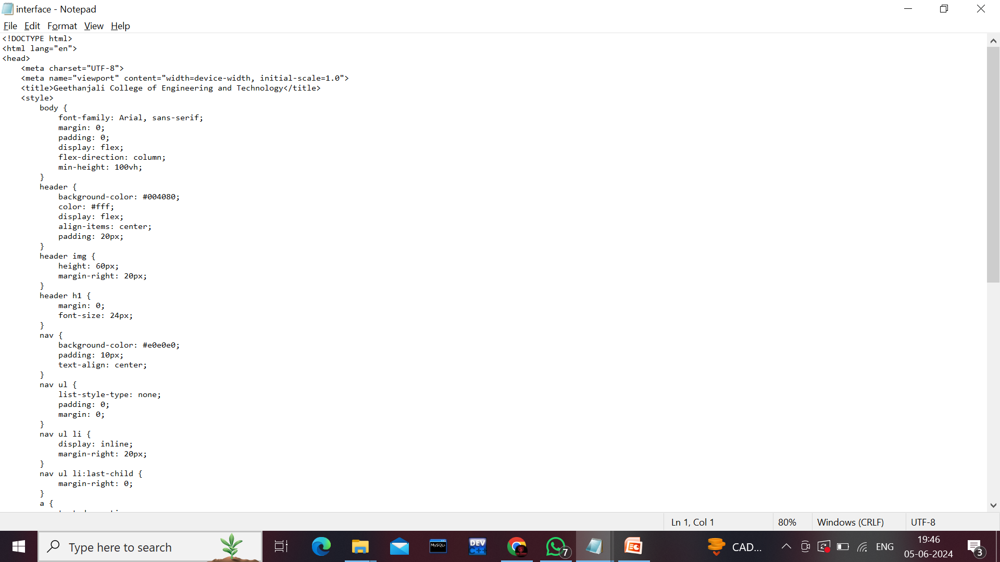 interface - Notepad
File Edit Format View Help
<!DOCTYPE html>
<html lang="en">
<head>
    <meta charset="UTF-8">
    <meta name="viewport" content="width=device-width, initial-scale=1.0">
    <title>Geethanjali College of Engineering and Technology</title>
    <style>
        body {
            font-family: Arial, sans-serif;
            margin: 0;
            padding: 0;
            display: flex;
            flex-direction: column;
            min-height: 100vh;
        }
        header {
            background-color: #004080;
            color: #fff;
            display: flex;
            align-items: center;
            padding: 20px;
        }
        header img {
            height: 60px;
            margin-right: 20px;
        }
        header h1 {
            margin: 0;
            font-size: 24px;
        }
        nav {
            background-color: #e0e0e0;
            padding: 10px;
            text-align: center;
        }
        nav ul {
            list-style-type: none;
            padding: 0;
            margin: 0;
        }
        nav ul li {
            display: inline;
            margin-right: 20px;
        }
        nav ul li:last-child {
            margin-right: 0;
        }
        a {
Ln 1, Col 1 80% Windows (CRLF) UTF-8
Type here to search
MySQL
DEV C++
7
CAD...
ENG
19:46
05-06-2024
3